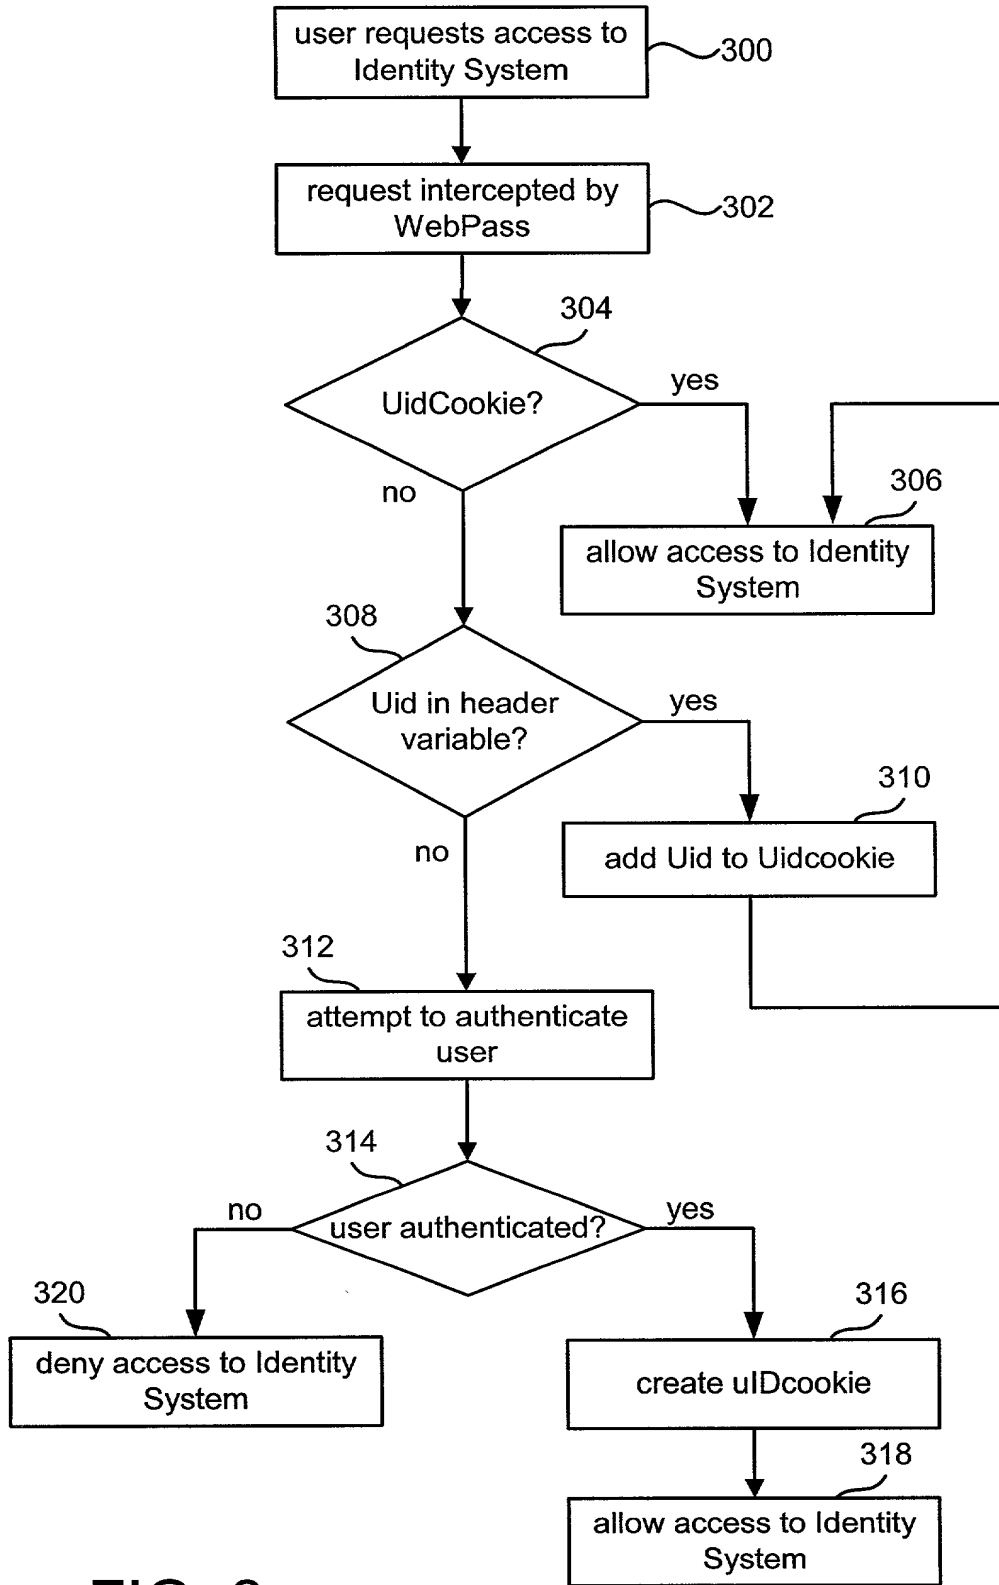 user requests access to
Identity System
300
request intercepted by
WebPass
302
304
UidCookie?
yes
no
306
allow access to Identity
System
308
Uid in header
variable?
yes
no
310
add Uid to Uidcookie
312
attempt to authenticate
user
314
user authenticated?
no
yes
320
deny access to Identity
System
316
create uIDcookie
318
allow access to Identity
System